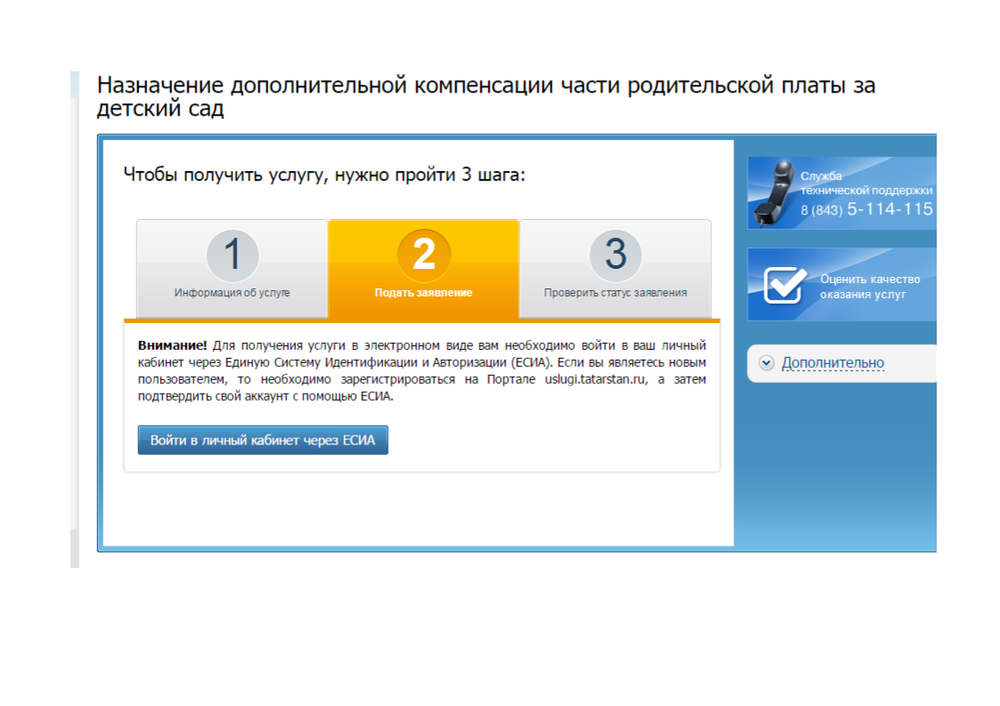 Назначение дополнительной компенсации части родительской платы за
детский сад
Чтобы получить услугу, нужно пройти 3 шага:
1
Информация об услуге
2
Подать заявление
3
Проверить статус заявления
Внимание! Для получения услуги в электронном виде вам необходимо войти в ваш личный
кабинет через Единую Систему Идентификации и Авторизации (ЕСИА). Если вы являетесь новым
пользователем, то необходимо зарегистрироваться на Портале uslugi.tatarstan.ru, а затем
подтвердить свой аккаунт с помощью ЕСИА.
Войти в личный кабинет через ЕСИА
Служба
технической поддержки
8 (843) 5-114-115
Оценить качество
оказания услуг
Дополнительно